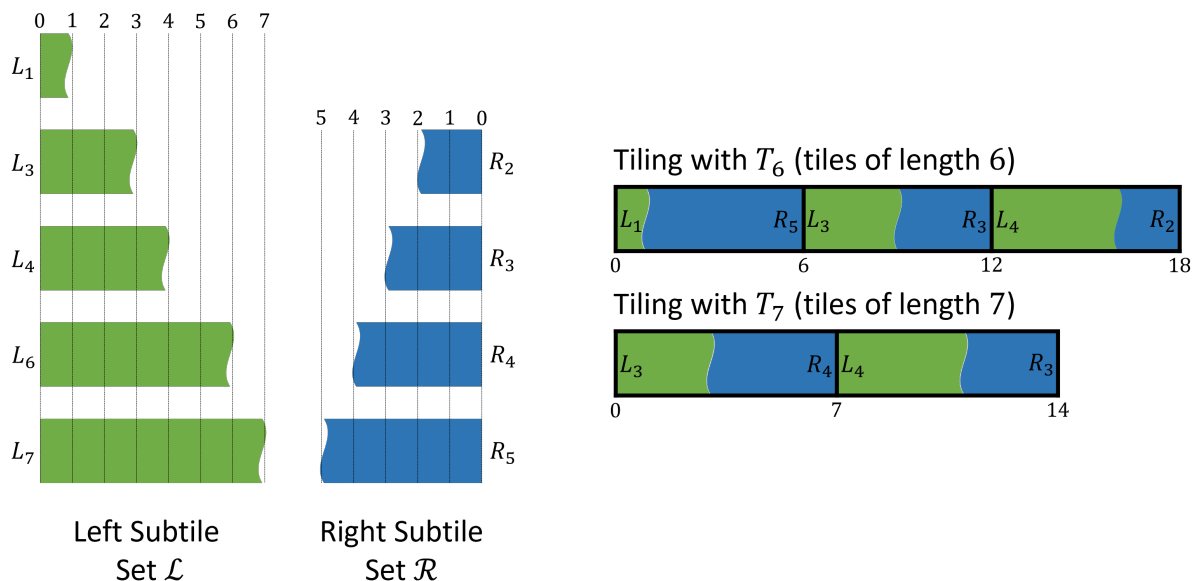 0 1 2 3 4 5 6 7
L₁
L₃
L₄
L₆
L₇
Left Subtile
Set ℒ
5 4 3 2 1 0
R₂
R₃
R₄
R₅
Right Subtile
Set ℛ
Tiling with T₆ (tiles of length 6)
L₁ R₅ L₃ R₃ L₄ R₂
0 6 12 18
Tiling with T₇ (tiles of length 7)
L₃ R₄ L₄ R₃
0 7 14